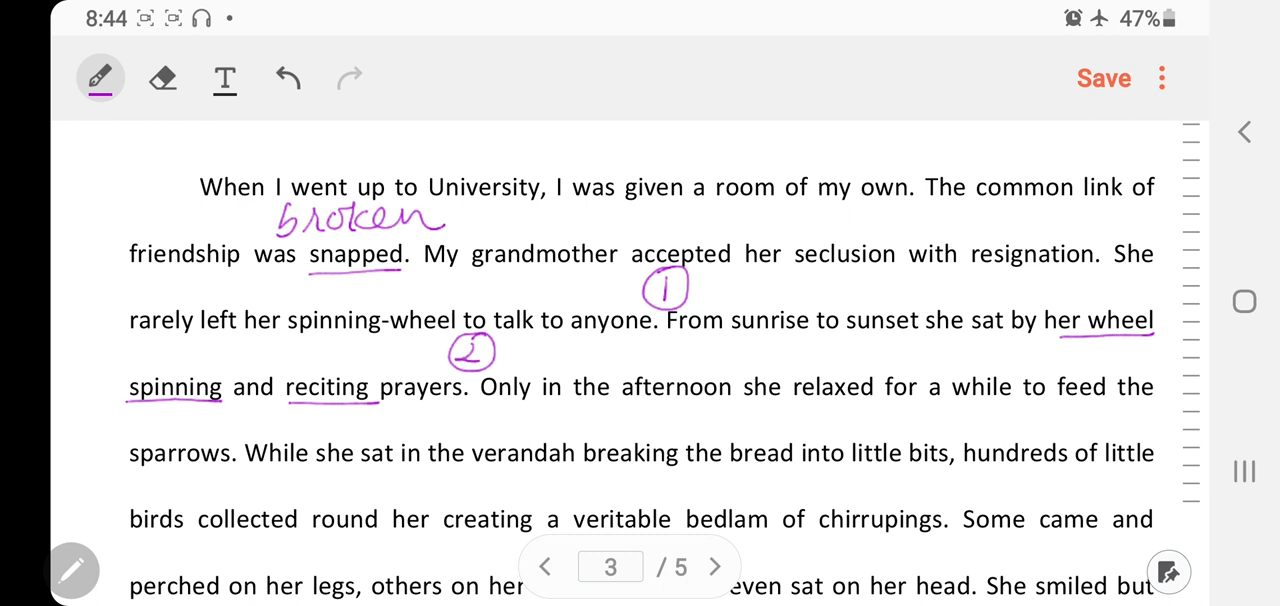 8:44
47%
Save
When I went up to University, I was given a room of my own. The common link of
broken
friendship was snapped. My grandmother accepted her seclusion with resignation. She
1
rarely left her spinning-wheel to talk to anyone. From sunrise to sunset she sat by her wheel
2
spinning and reciting prayers. Only in the afternoon she relaxed for a while to feed the
sparrows. While she sat in the verandah breaking the bread into little bits, hundreds of little
birds collected round her creating a veritable bedlam of chirrupings. Some came and
perched on her legs, others on her even sat on her head. She smiled but
3 / 5